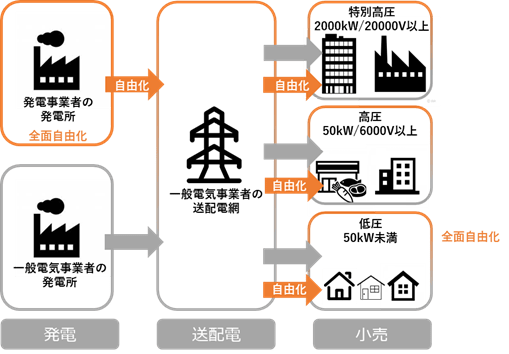 発電事業者の
発電所
全面自由化
自由化
一般電気事業者の
発電所
一般電気事業者の
送配電網
特別高圧
2000kW/20000V以上
自由化
高圧
50kW/6000V以上
自由化
低圧
50kW未満
自由化
全面自由化
発電
送配電
小売